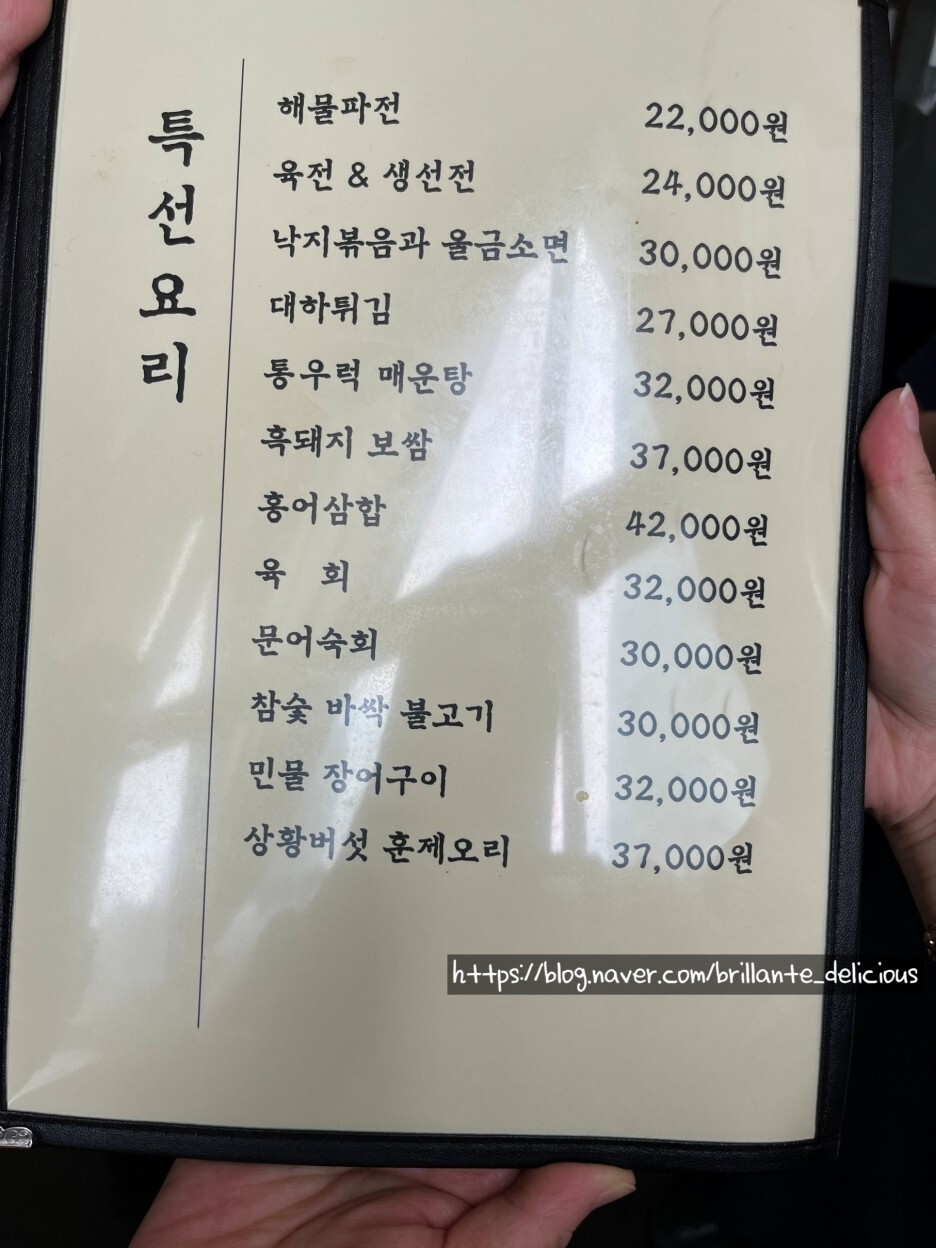 특선요리
해물파전 22,000원
육전 & 생선전 24,000원
낙지볶음과 울금소면 30,000원
대하튀김 27,000원
통우럭 매운탕 32,000원
흑돼지 보쌈 37,000원
홍어삼합 42,000원
육 회 32,000원
문어숙회 30,000원
참숯 바싹 불고기 30,000원
민물 장어구이 32,000원
상황버섯 훈제오리 37,000원
https://blog.naver.com/brillante_delicious